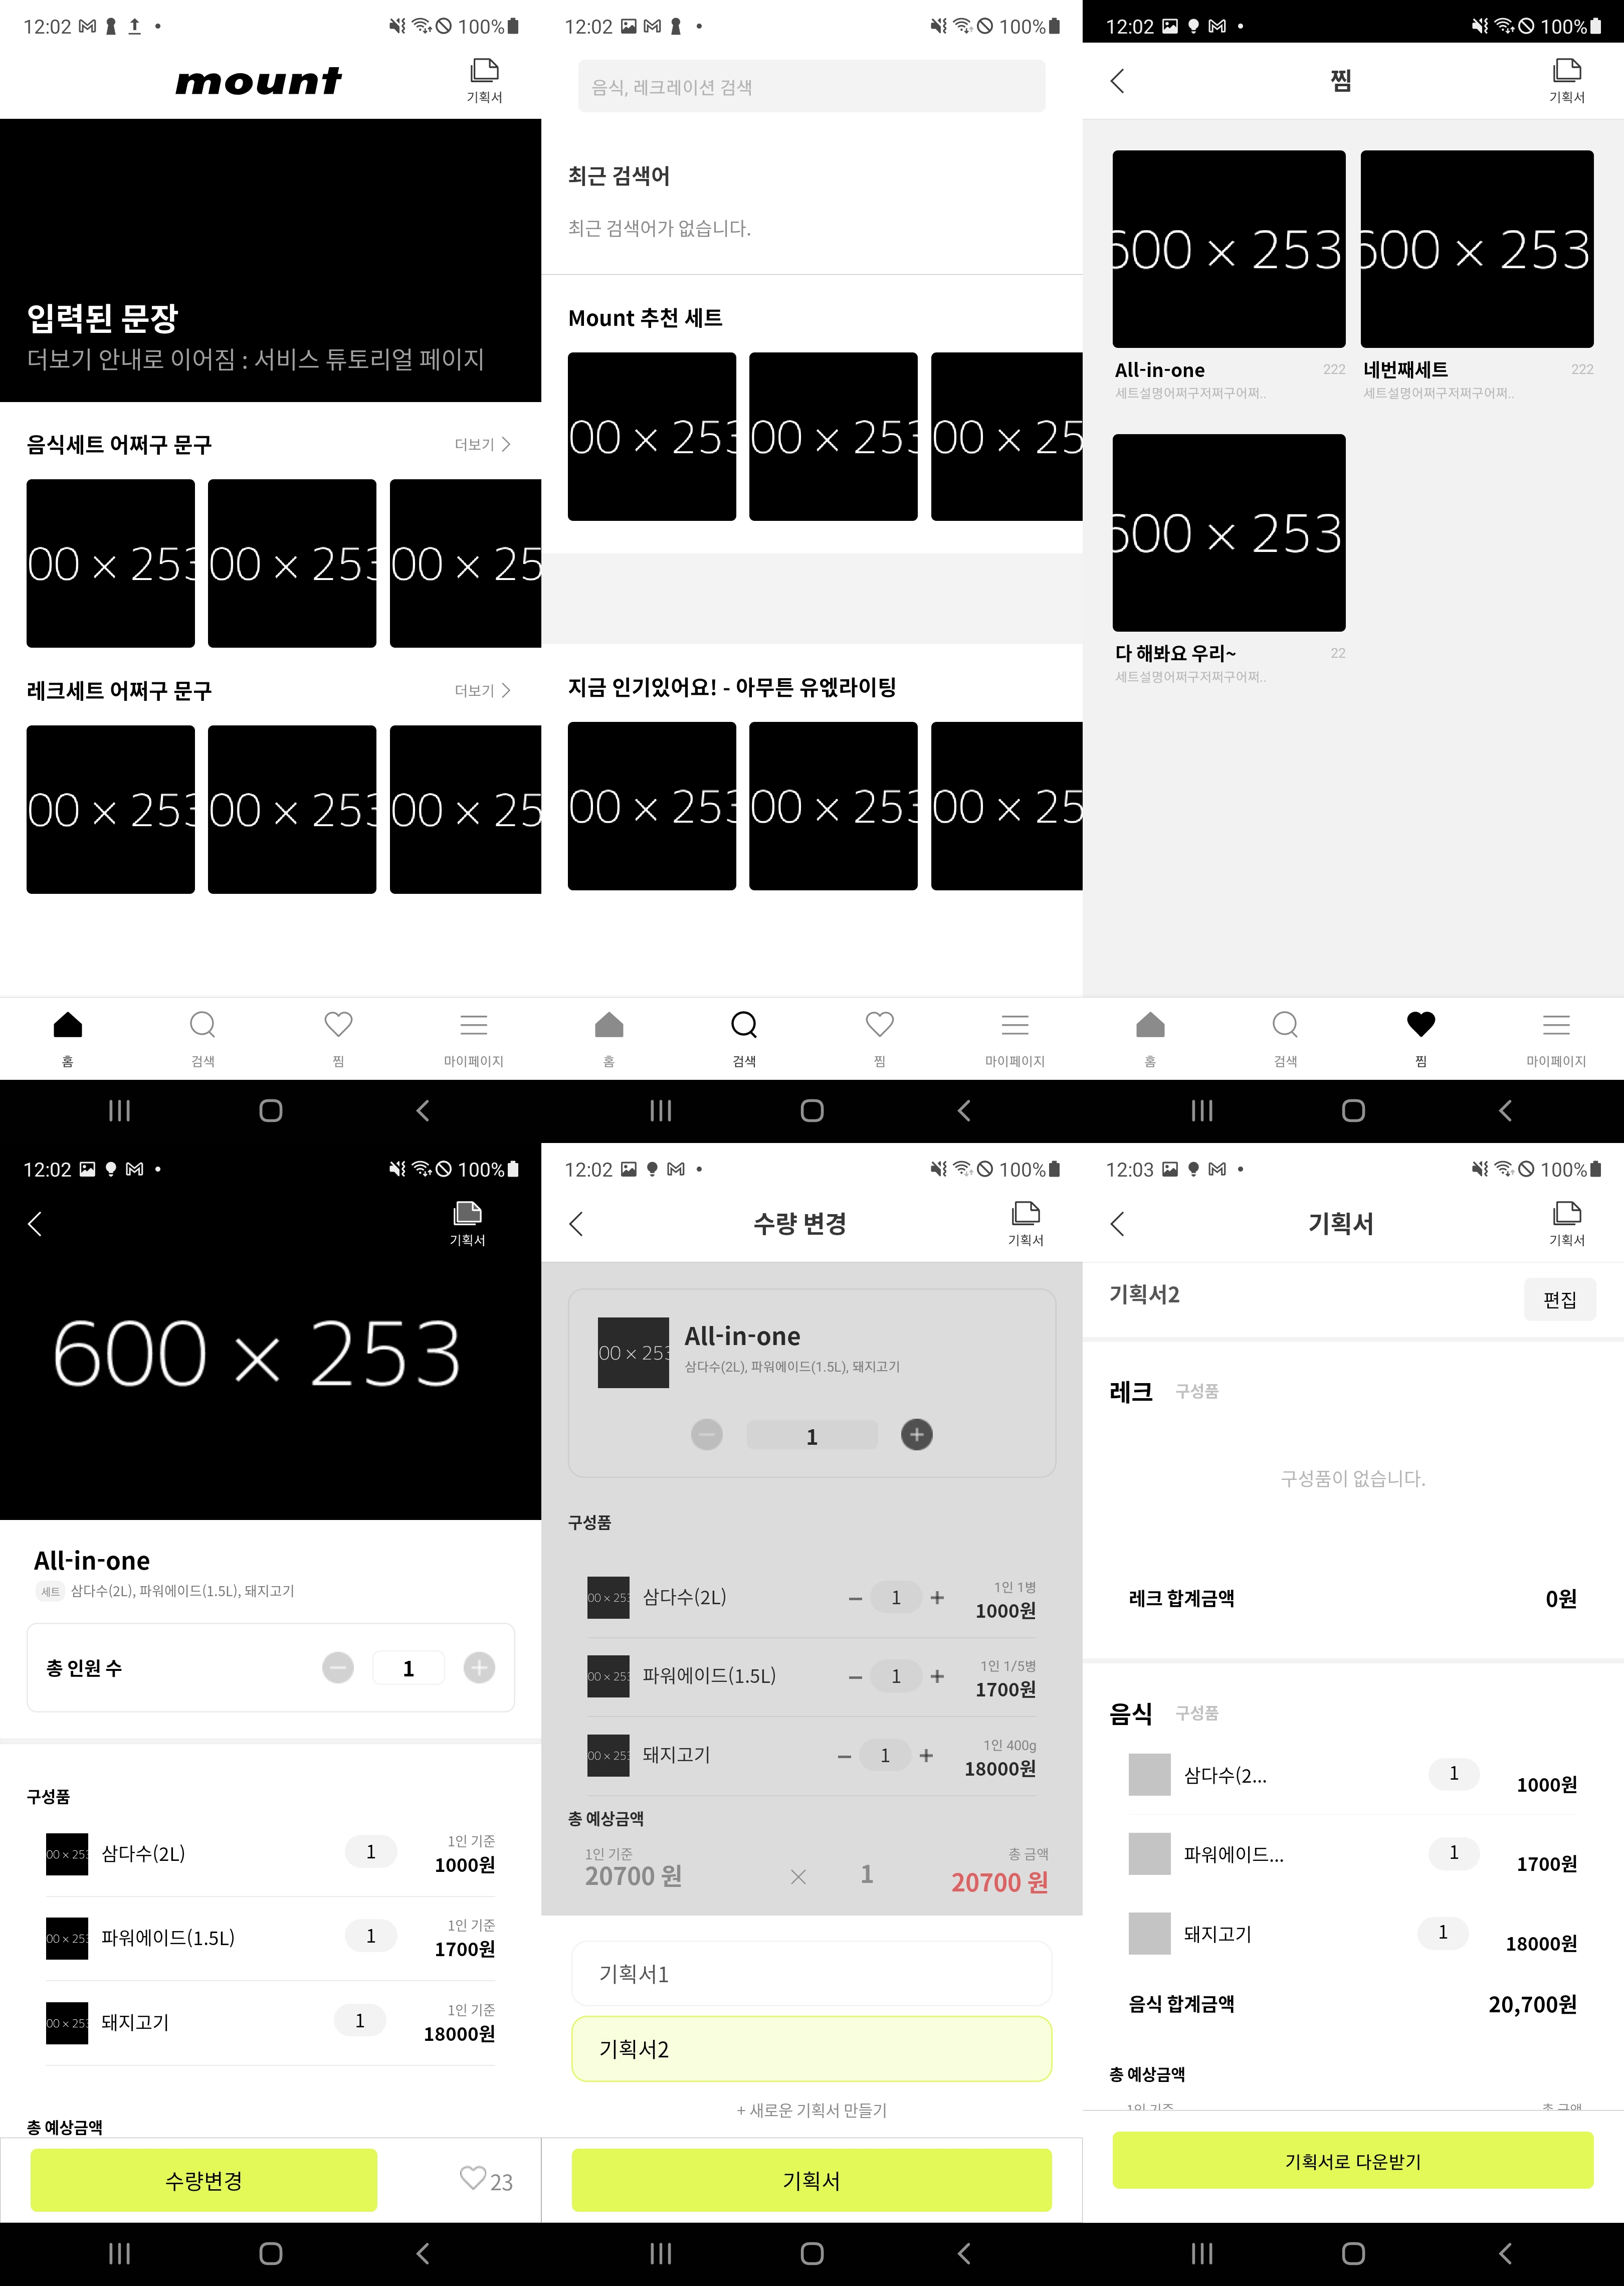 12:02
100%
mount
기획서
입력된 문장
더보기 안내로 이어짐 : 서비스 튜토리얼 페이지
음식세트 어쩌구 문구
더보기
00 × 253
00 × 253
00 × 25
레크세트 어쩌구 문구
더보기
00 × 253
00 × 253
00 × 25
홈
검색
찜
마이페이지
12:02
100%
음식, 레크레이션 검색
최근 검색어
최근 검색어가 없습니다.
Mount 추천 세트
00 × 253
00 × 253
00 × 25
지금 인기있어요! - 아무튼 유엤라이팅
00 × 253
00 × 253
00 × 25
홈
검색
찜
마이페이지
12:02
100%
찜
기획서
600 × 253
600 × 253
All-in-one
222
세트설명어쩌구저쩌구어쩌..
네번째세트
222
세트설명어쩌구저쩌구어쩌..
600 × 253
다 해봐요 우리~
22
세트설명어쩌구저쩌구어쩌..
홈
검색
찜
마이페이지
12:02
100%
기획서
600 × 253
All-in-one
세트 삼다수(2L), 파워에이드(1.5L), 돼지고기
총 인원 수
1
구성품
00 × 253
삼다수(2L)
1
1인 기준
1000원
00 × 253
파워에이드(1.5L)
1
1인 기준
1700원
00 × 253
돼지고기
1
1인 기준
18000원
총 예상금액
수량변경
23
12:02
100%
수량 변경
기획서
00 × 253
All-in-one
삼다수(2L), 파워에이드(1.5L), 돼지고기
1
구성품
00 × 253
삼다수(2L)
1
1인 1병
1000원
00 × 253
파워에이드(1.5L)
1
1인 1/5병
1700원
00 × 253
돼지고기
1
1인 400g
18000원
총 예상금액
1인 기준
20700 원
× 1
총 금액
20700 원
기획서1
기획서2
+ 새로운 기획서 만들기
기획서
12:03
100%
기획서
기획서
기획서2
편집
레크 구성품
구성품이 없습니다.
레크 합계금액
0원
음식 구성품
삼다수(2...
1
1000원
파워에이드...
1
1700원
돼지고기
1
18000원
음식 합계금액
20,700원
총 예상금액
1인 기준
총 금액
기획서로 다운받기